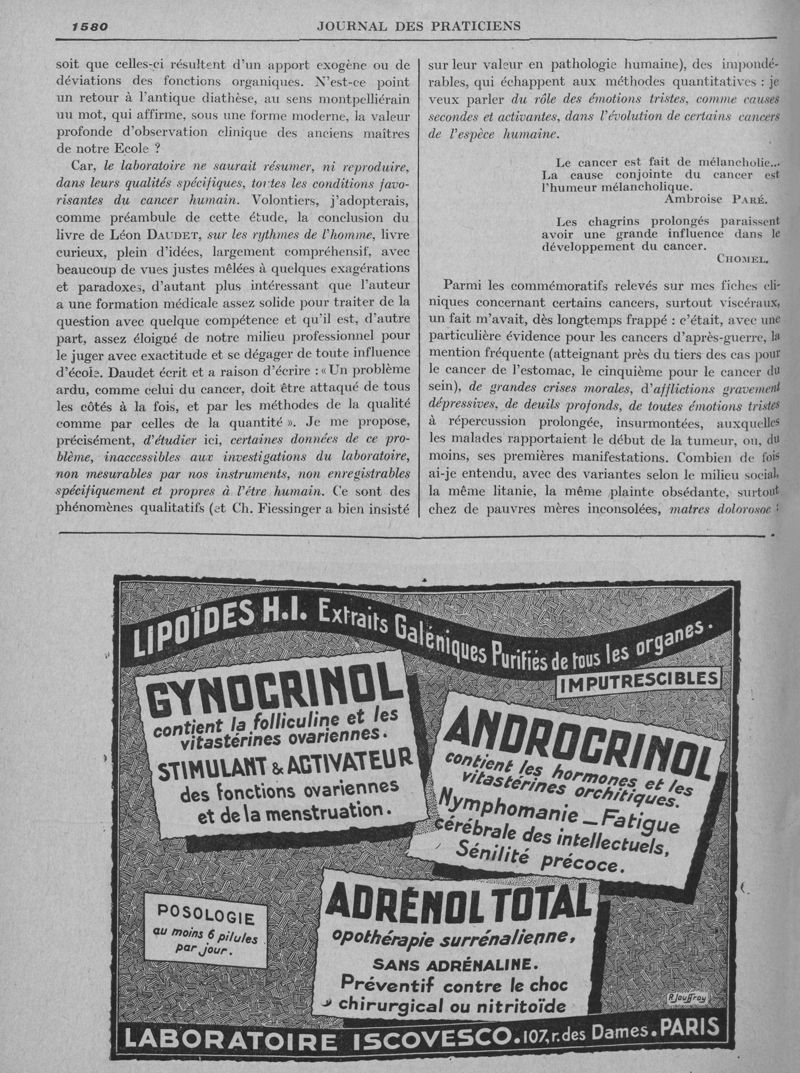 1580
JOURNAL DES PRATICIENS
soit que celles-ci résultent d'un apport exogène ou de
déviations des fonctions organiques. N'est-ce point
un retour à l'antique diathèse, au sens montpelliérain
uu mot, qui affirme, sous une forme moderne, la valeur
profonde d'observation clinique des anciens maîtres
de notre Ecole ?
Car, le laboratoire ne saurait résumer, ni reproduire,
dans leurs qualités spécifiques, toutes les conditions favo-
risantes du cancer humain. Volontiers, j'adopterais,
comme préambule de cette étude, la conclusion du
livre de Léon DAUDET, sur les rythmes de l'homme, livre
curieux, plein d'idées, largement compréhensif, avec
beaucoup de vues justes mêlées à quelques exagérations
et paradoxes, d'autant plus intéressant que l'auteur
a une formation médicale assez solide pour traiter de la
question avec quelque compétence et qu'il est, d'autre
part, assez éloigné de notre milieu professionnel pour
le juger avec exactitude et se dégager de toute influence
d'école. Daudet écrit et a raison d'écrire : « Un problème
ardu, comme celui du cancer, doit être attaqué de tous
les côtés à la fois, et par les méthodes de la qualité
comme par celles de la quantité ». Je me propose,
précisément, d'étudier ici, certaines données de ce pro-
blème, inaccessibles aux investigations du laboratoire,
non mesurables par nos instruments, non enregistrables
spécifiquement et propres à l'être humain. Ce sont des
phénomènes qualitatifs (et Ch. Fiessinger a bien insisté
sur leur valeur en pathologie humaine), des impondé-
rables, qui échappent aux méthodes quantitatives : je
veux parler du rôle des émotions tristes, comme causes
secondes et activantes, dans l'évolution de certains cancers
de l'espèce humaine.
Le cancer est fait de mélancholie...
La cause conjointe du cancer est
l'humeur mélancholique.
Ambroise PARÉ.
Les chagrins prolongés paraissent
avoir une grande influence dans le
développement du cancer.
CHOMEL.
Parmi les commémoratifs relevés sur mes fiches cli-
niques concernant certains cancers, surtout viscéraux,
un fait m'avait, dès longtemps frappé : c'était, avec une
particulière évidence pour les cancers d'après-guerre, la
mention fréquente (atteignant près du tiers des cas pour
le cancer de l'estomac, le cinquième pour le cancer du
sein), de grandes crises morales, d'afflictions gravement
dépressives, de deuils profonds, de toutes émotions tristes
à répercussion prolongée, insurmontées, auxquelles
les malades rapportaient le début de la tumeur, ou, du
moins, ses premières manifestations. Combien de fois
ai-je entendu, avec des variantes selon le milieu social,
la même litanie, la même plainte obsédante, surtout
chez de pauvres mères inconsolées, matres dolorosoe :
LIPOÏDES H.I. Extraits Galéniques Purifiés de tous les organes.
IMPUTRESCIBLES
GYNOCRINOL
contient la folliculine et les
vitastérines ovariennes.
STIMULANT & ACTIVATEUR
des fonctions ovariennes
et de la menstruation.
ANDROCRINOL
contient les hormones et les
vitastérines orchitiques.
Nymphomanie _ Fatigue
cérébrale des intellectuels,
Sénilité précoce.
POSOLOGIE
au moins 6 pilules
par jour.
ADRÉNOL TOTAL
opothérapie surrénalienne,
SANS ADRÉNALINE.
Préventif contre le choc
chirurgical ou nitritoïde
R. Jouffroy
LABORATOIRE ISCOVESCO. 107, r. des Dames. PARIS